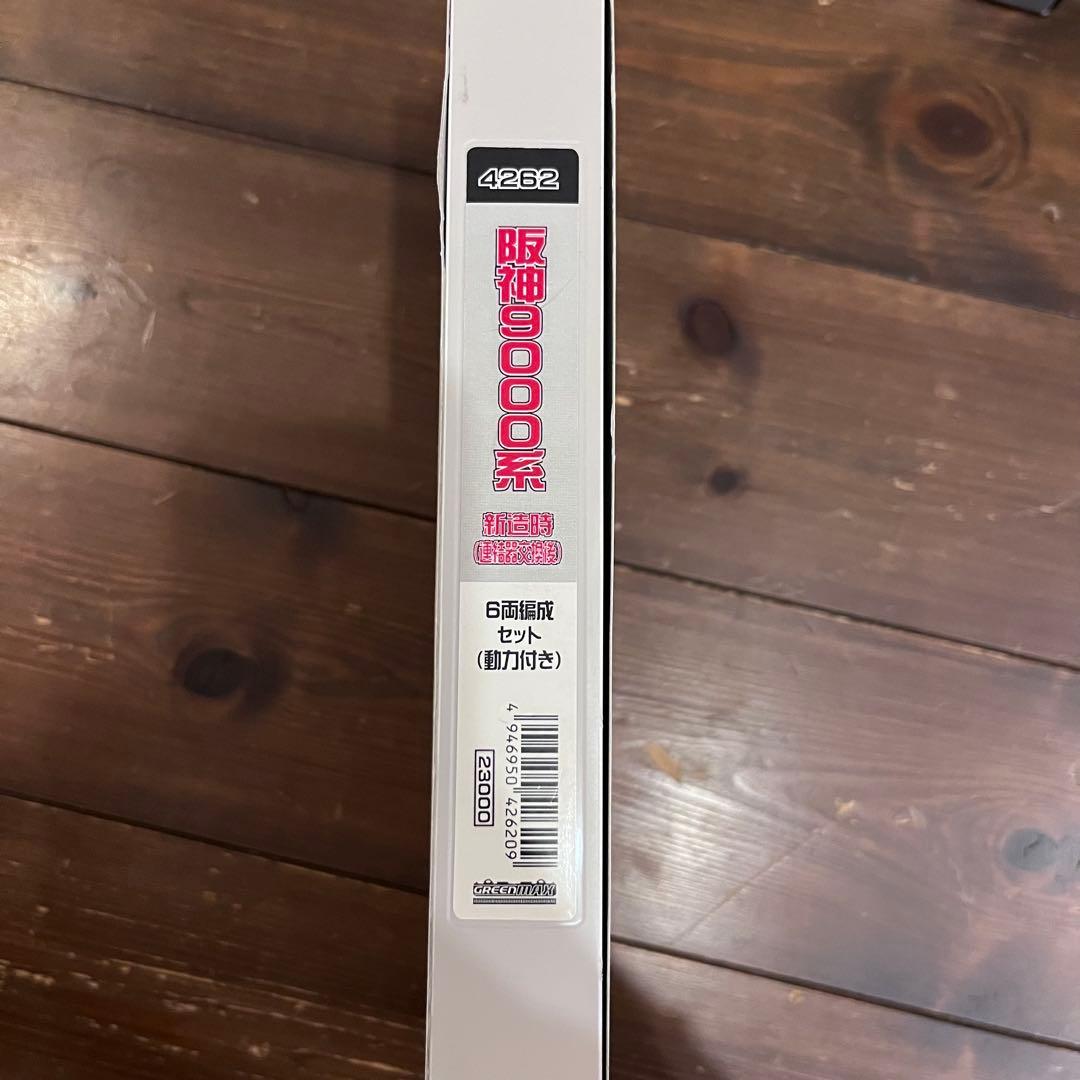 4262
阪神9000系
新造時
(連結器交換後)
6両編成
セット
(動力付き)
4 946950 426209
23000
GREENMAX